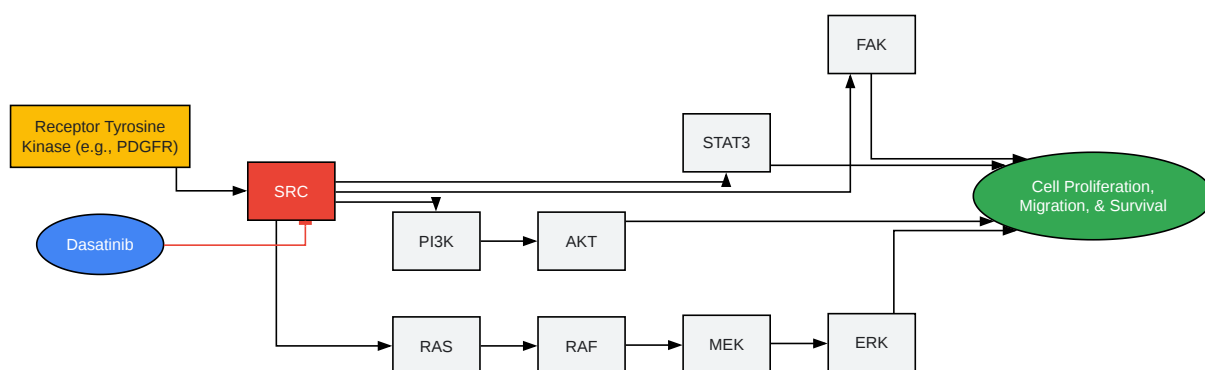 FAK
Receptor Tyrosine
Kinase (e.g., PDGFR)
STAT3
SRC
Cell Proliferation,
Migration, & Survival
Dasatinib
PI3K
AKT
RAS
RAF
MEK
ERK